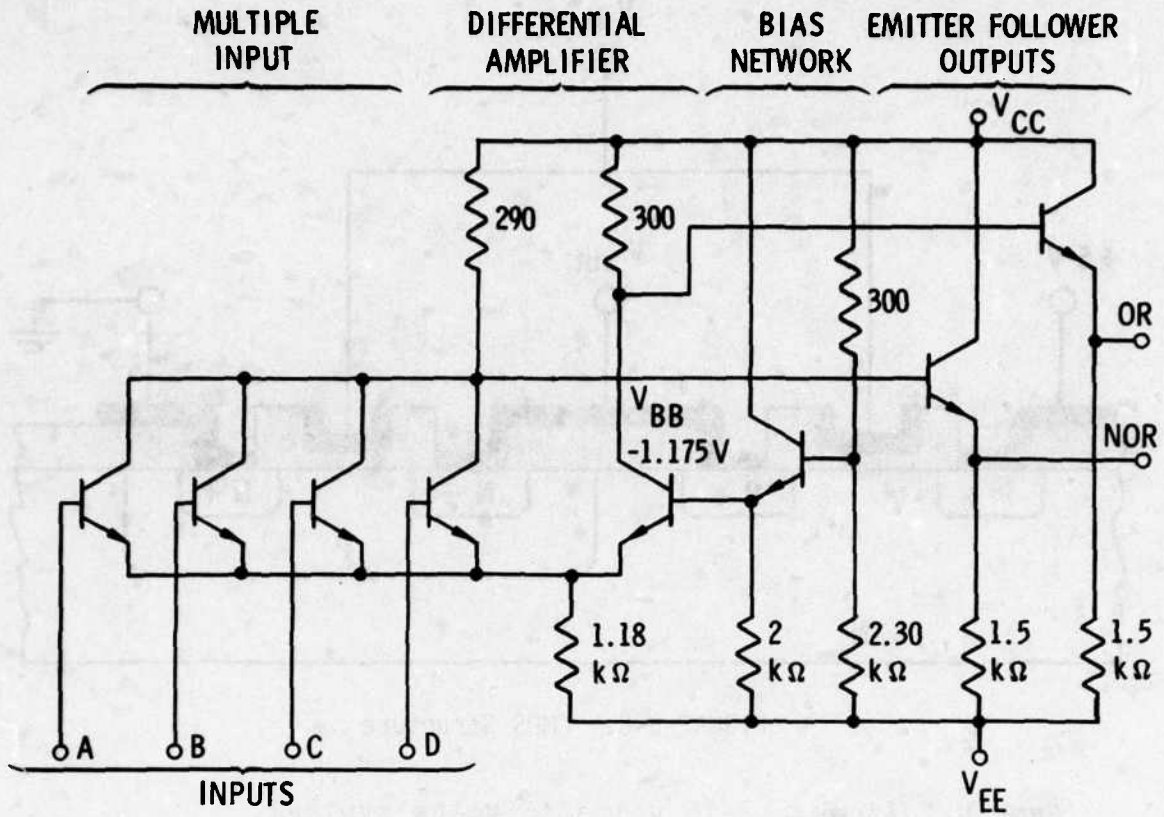 MULTIPLE
INPUT
DIFFERENTIAL
AMPLIFIER
BIAS
NETWORK
EMITTER FOLLOWER
OUTPUTS
VCC
290
300
300
OR
VBB
-1.175V
NOR
1.18
kΩ
2
kΩ
2.30
kΩ
1.5
kΩ
1.5
kΩ
A
B
C
D
INPUTS
VEE